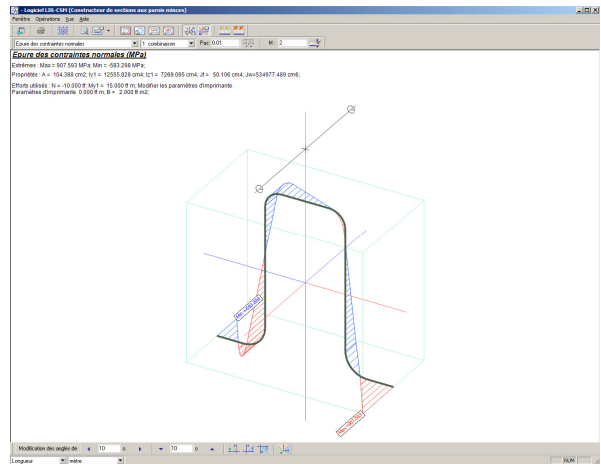 - Logiciel LIR-CSM (Constructeur de sections aux parois minces)
Fenêtre Opérations Vue Aide
Epure des contraintes normales 1 combinaison Pas: 0.01 M: 2
Epure des contraintes normales (MPa)
Extrêmes : Max = 907.593 MPa; Min = -583.298 MPa;
Propriétés : A = 104.388 cm2; Iy1 = 12555.828 cm4; Iz1 = 7269.095 cm4; Jt = 50.106 cm4; Jw=534977.489 cm6;
Efforts utilisés : N = -10.000 tf; My1 = 15.000 tf m; Modifier les paramètres d'imprimante
Paramètres d'imprimante 0.000 tf m; B = 2.000 tf m2;
Modification des angles de: 10 o 10 o
Longueur mètre NUM